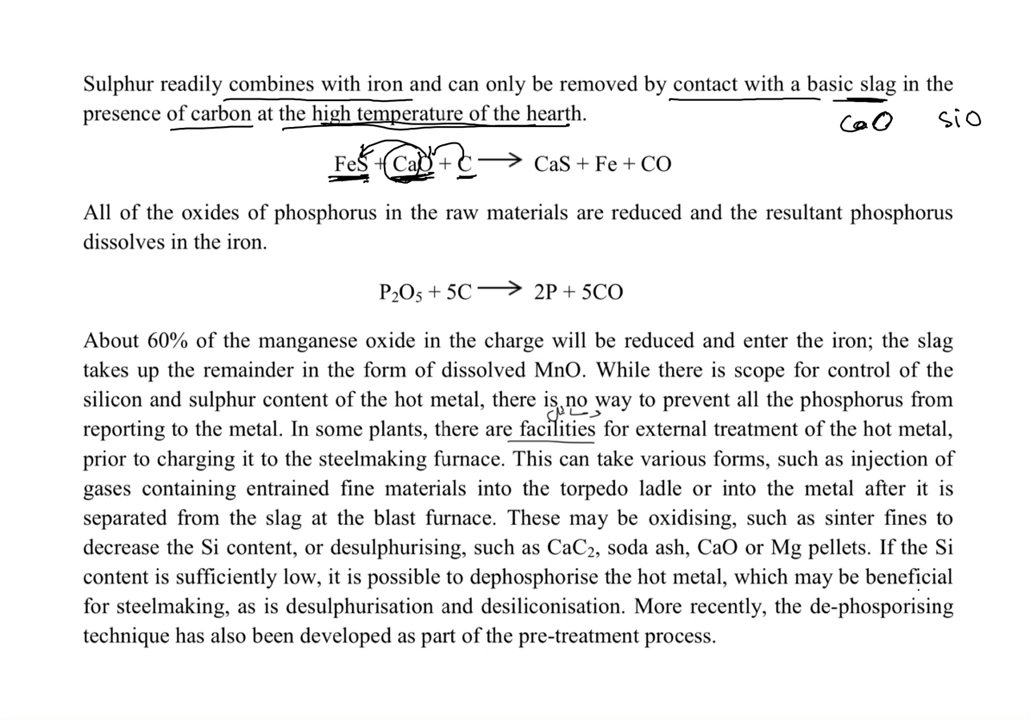 Sulphur readily combines with iron and can only be removed by contact with a basic slag in the
presence of carbon at the high temperature of the hearth.
CaO SiO
FeS + CaO + C ⟶ CaS + Fe + CO
All of the oxides of phosphorus in the raw materials are reduced and the resultant phosphorus
dissolves in the iron.
P₂O₅ + 5C ⟶ 2P + 5CO
About 60% of the manganese oxide in the charge will be reduced and enter the iron; the slag
takes up the remainder in the form of dissolved MnO. While there is scope for control of the
silicon and sulphur content of the hot metal, there is no way to prevent all the phosphorus from
reporting to the metal. In some plants, there are facilities for external treatment of the hot metal,
prior to charging it to the steelmaking furnace. This can take various forms, such as injection of
gases containing entrained fine materials into the torpedo ladle or into the metal after it is
separated from the slag at the blast furnace. These may be oxidising, such as sinter fines to
decrease the Si content, or desulphurising, such as CaC₂, soda ash, CaO or Mg pellets. If the Si
content is sufficiently low, it is possible to dephosphorise the hot metal, which may be beneficial
for steelmaking, as is desulphurisation and desiliconisation. More recently, the de-phosporising
technique has also been developed as part of the pre-treatment process.